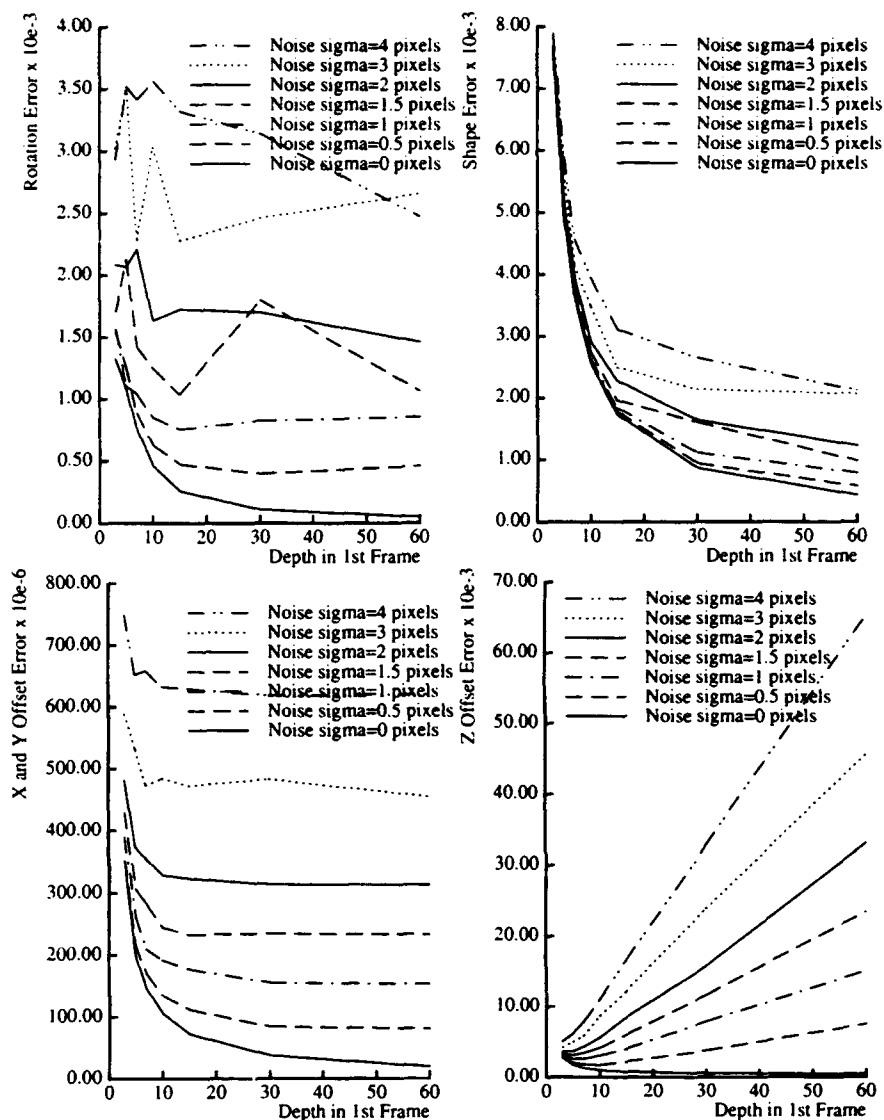 Rotation Error x 10e-3
4.00
3.50
3.00
2.50
2.00
1.50
1.00
0.50
0.00
0
10
20
30
40
50
60
Depth in 1st Frame
Noise sigma=4 pixels
Noise sigma=3 pixels
Noise sigma=2 pixels
Noise sigma=1.5 pixels
Noise sigma=1 pixels
Noise sigma=0.5 pixels
Noise sigma=0 pixels
Shape Error x 10e-3
8.00
7.00
6.00
5.00
4.00
3.00
2.00
1.00
0.00
0
10
20
30
40
50
60
Depth in 1st Frame
Noise sigma=4 pixels
Noise sigma=3 pixels
Noise sigma=2 pixels
Noise sigma=1.5 pixels
Noise sigma=1 pixels
Noise sigma=0.5 pixels
Noise sigma=0 pixels
X and Y Offset Error x 10e-6
800.00
700.00
600.00
500.00
400.00
300.00
200.00
100.00
0.00
0
10
20
30
40
50
60
Depth in 1st Frame
Noise sigma=4 pixels
Noise sigma=3 pixels
Noise sigma=2 pixels
Noise sigma=1.5 pixels
Noise sigma=1 pixels
Noise sigma=0.5 pixels
Noise sigma=0 pixels
Z Offset Error x 10e-3
70.00
60.00
50.00
40.00
30.00
20.00
10.00
0.00
0
10
20
30
40
50
60
Depth in 1st Frame
Noise sigma=4 pixels
Noise sigma=3 pixels
Noise sigma=2 pixels
Noise sigma=1.5 pixels
Noise sigma=1 pixels
Noise sigma=0.5 pixels
Noise sigma=0 pixels